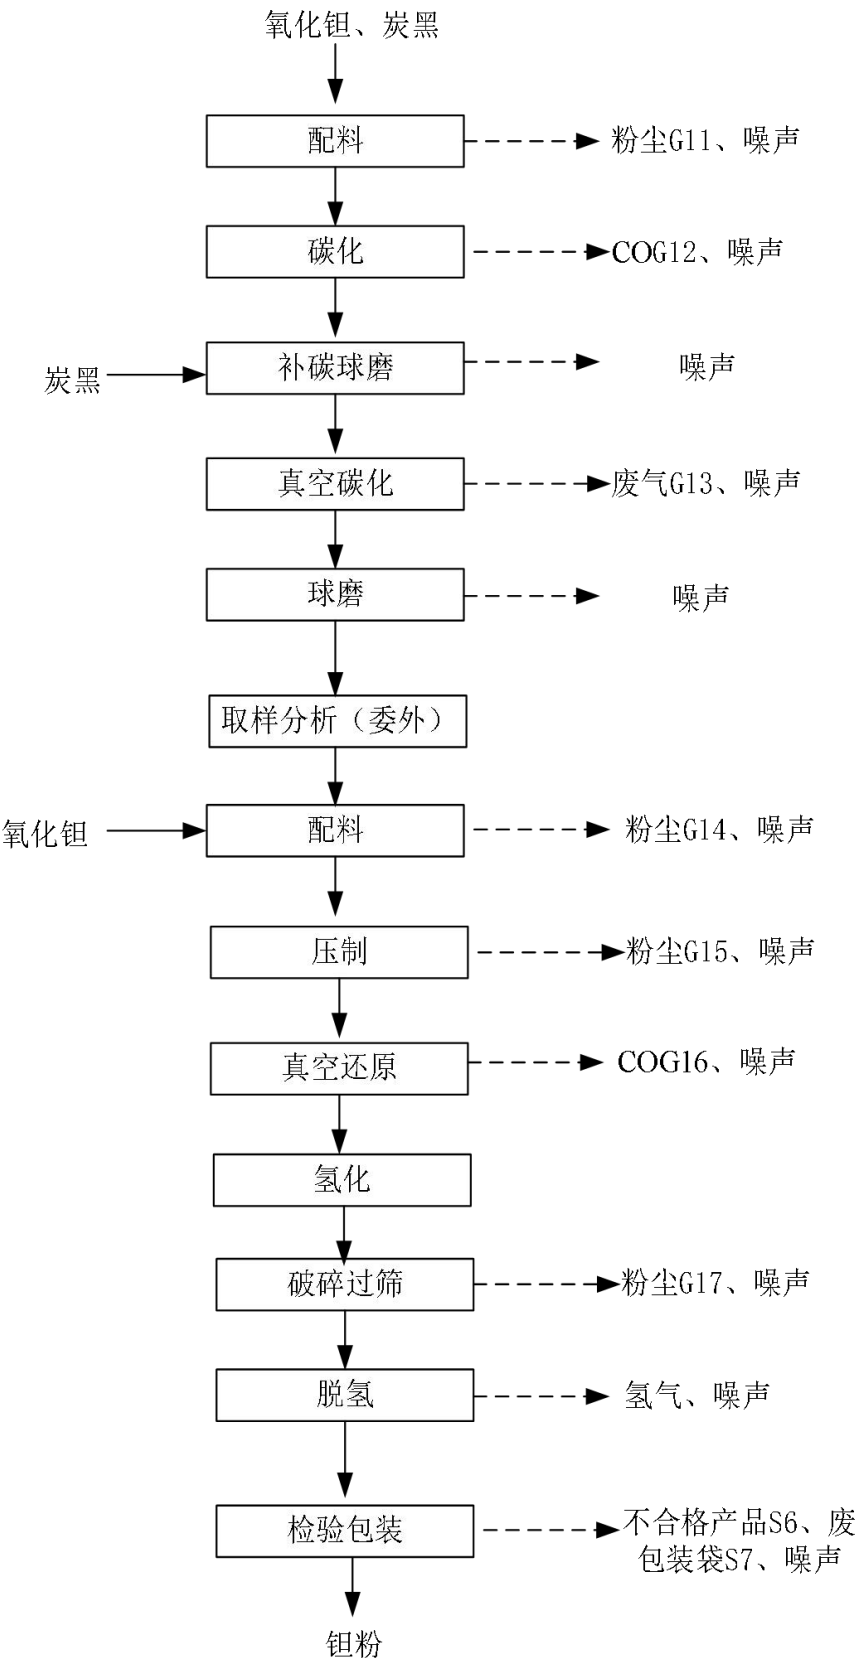 氧化钽、炭黑
配料
粉尘G11、噪声
碳化
COG12、噪声
炭黑
补碳球磨
噪声
真空碳化
废气G13、噪声
球磨
噪声
取样分析（委外）
氧化钽
配料
粉尘G14、噪声
压制
粉尘G15、噪声
真空还原
COG16、噪声
氢化
破碎过筛
粉尘G17、噪声
脱氢
氢气、噪声
检验包装
不合格产品S6、废
包装袋S7、噪声
钽粉